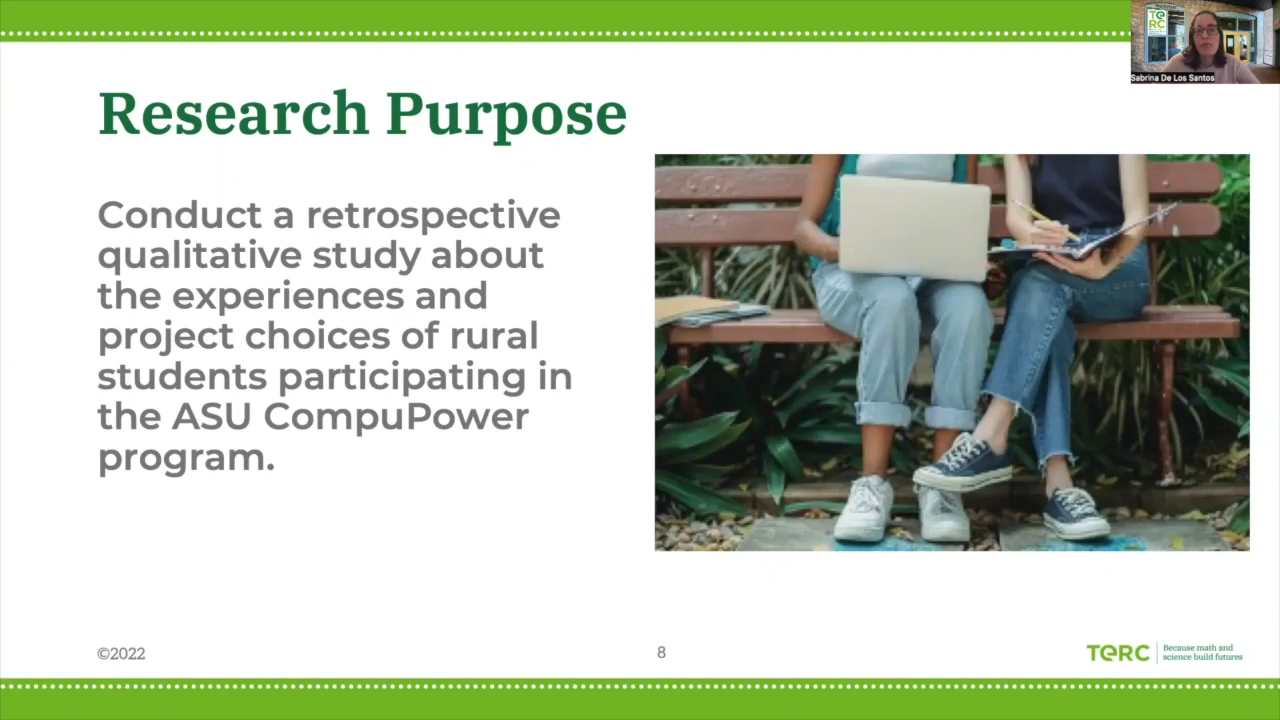 TERC
Sabrina De Los Santos
Research Purpose
Conduct a retrospective
qualitative study about
the experiences and
project choices of rural
students participating in
the ASU CompuPower
program.
©2022
8
TERC
Because math and
science build futures